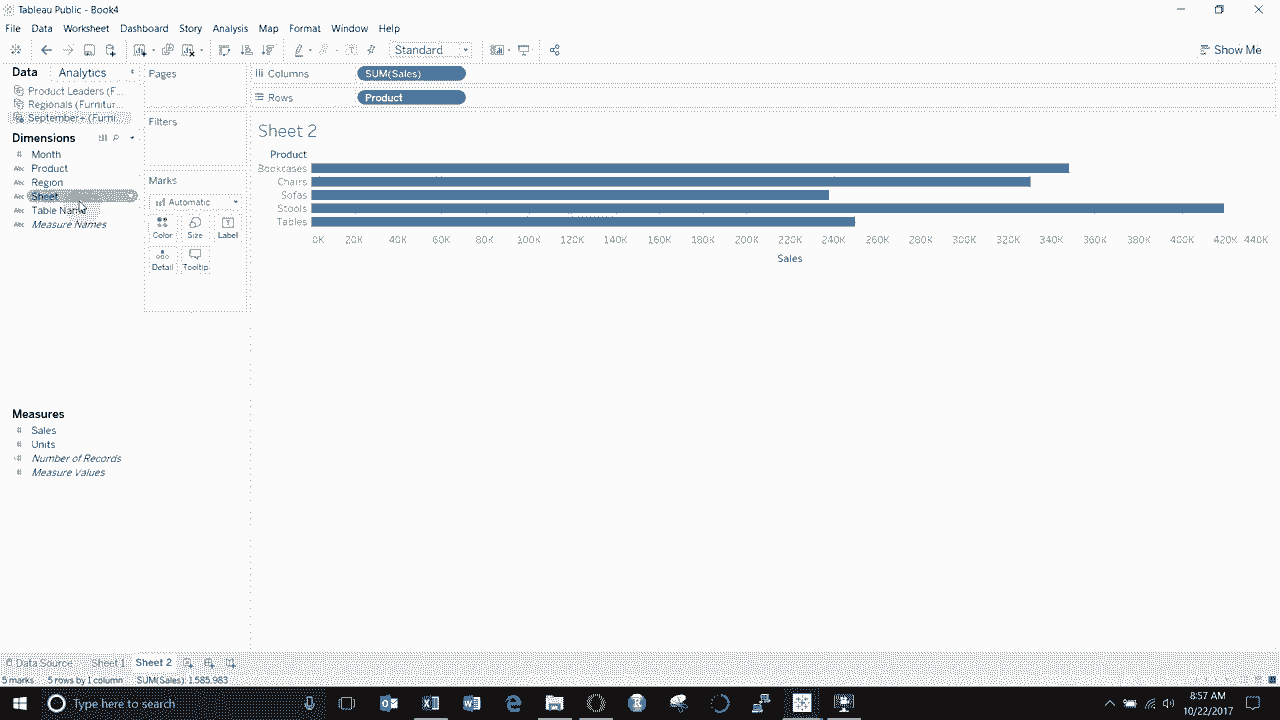 Tableau Public - Book4
File Data Worksheet Dashboard Story Analysis Map Format Window Help
Standard
Show Me
Data Analytics
Product Leaders (F...
Regionals (Furnitur...
September+ (Furni...
Dimensions
# Month
Abc Product
Abc Region
Abc Sheet
Abc Table Name
Abc Measure Names
Measures
# Sales
# Units
# Number of Records
# Measure Values
Pages
Filters
Marks
Automatic
Color Size Label
Detail Tooltip
Columns SUM(Sales)
Rows Product
Sheet 2
Product
Bookcases
Chairs
Sofas
Stools
Tables
0K 20K 40K 60K 80K 100K 120K 140K 160K 180K 200K 220K 240K 260K 280K 300K 320K 340K 360K 380K 400K 420K 440K
Sales
Data Source Sheet 1 Sheet 2
5 marks 5 rows by 1 column SUM(Sales): 1,585,983
Type here to search
8:57 AM
10/22/2017